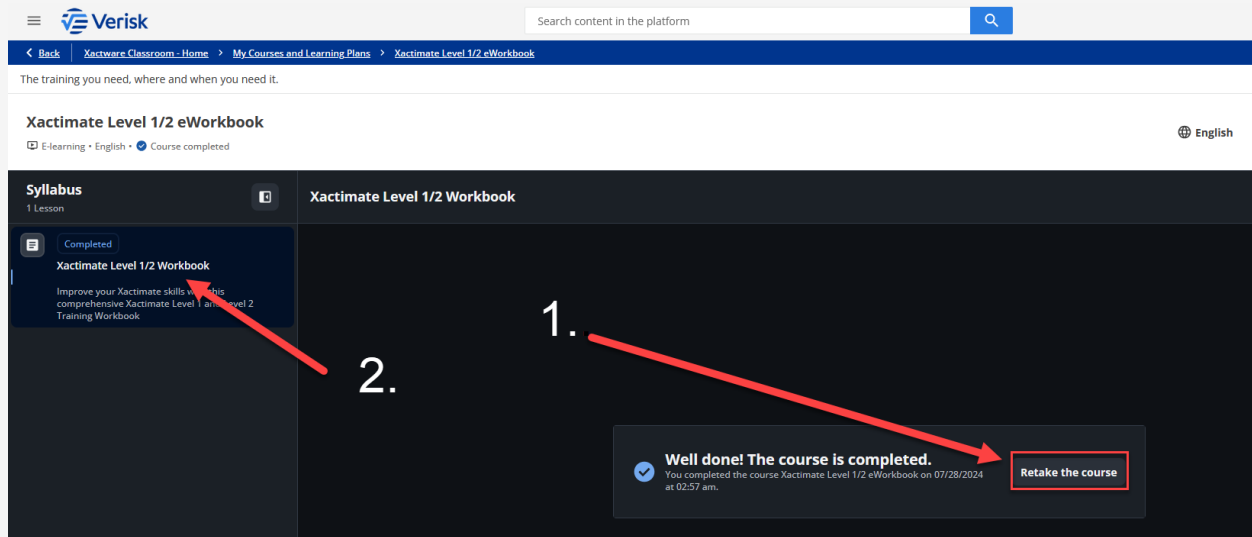 Verisk
Search content in the platform
Back
Xactware Classroom - Home > My Courses and Learning Plans > Xactimate Level 1/2 eWorkbook
The training you need, where and when you need it.
Xactimate Level 1/2 eWorkbook
English
E-learning • English • Course completed
Syllabus
1 Lesson
Xactimate Level 1/2 Workbook
Completed
Xactimate Level 1/2 Workbook
Improve your Xactimate skills this
comprehensive Xactimate Level 1 Level 2
Training Workbook
1.
2.
Well done! The course is completed.
You completed the course Xactimate Level 1/2 eWorkbook on 07/28/2024
at 02:57 am.
Retake the course